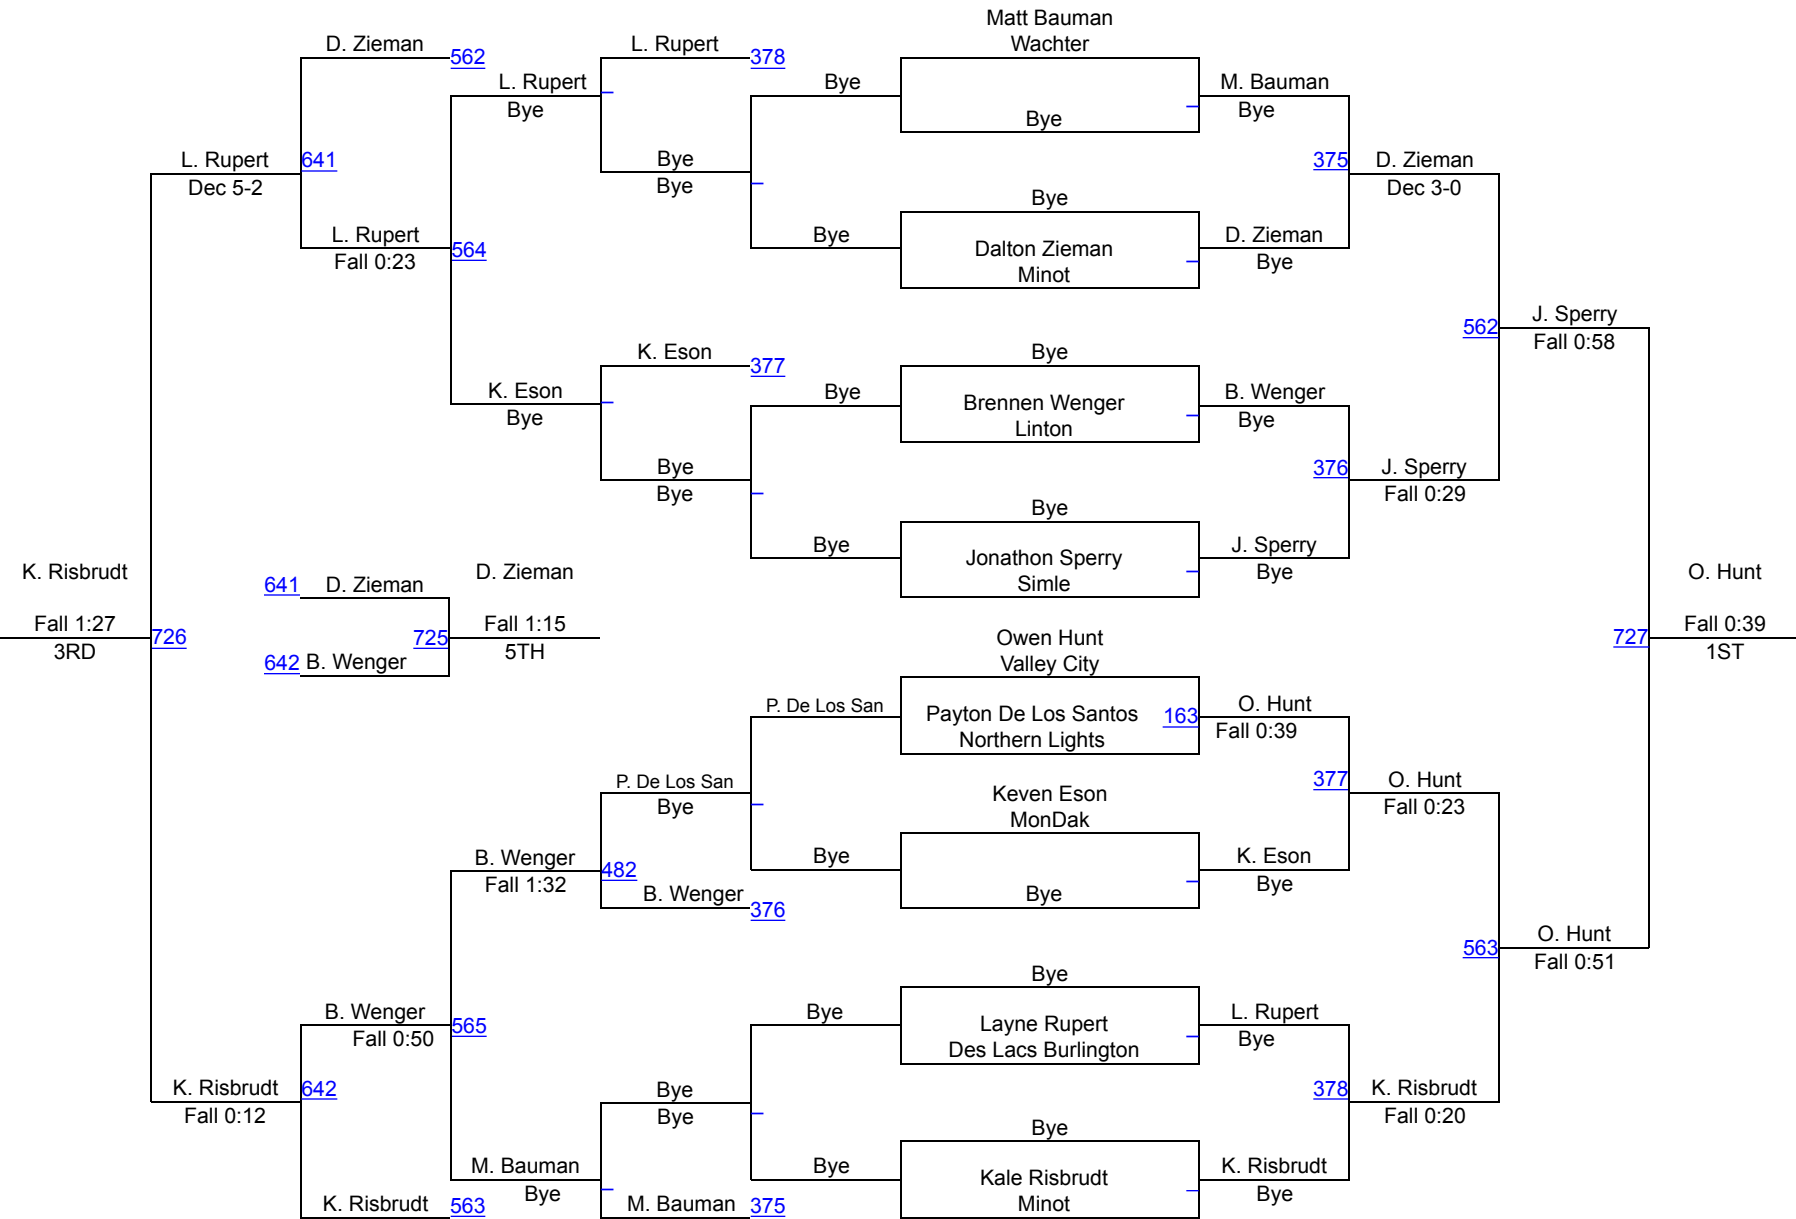 Matt Bauman
Wachter
D. Zieman
562
L. Rupert
378
L. Rupert
Bye
Bye
M. Bauman
Bye
Bye
Bye
L. Rupert
641
Dec 5-2
Bye
Bye
375
D. Zieman
Dec 3-0
Bye
L. Rupert
Fall 0:23
564
Bye
Dalton Zieman
Minot
D. Zieman
Bye
562
J. Sperry
Fall 0:58
K. Eson
377
Bye
K. Eson
Bye
Bye
Brennen Wenger
Linton
B. Wenger
Bye
Bye
Bye
376
J. Sperry
Fall 0:29
Bye
Bye
Jonathon Sperry
Simle
J. Sperry
Bye
K. Risbrudt
Fall 1:27
3RD
726
641
D. Zieman
642
B. Wenger
725
D. Zieman
Fall 1:15
5TH
O. Hunt
727
Fall 0:39
1ST
Owen Hunt
Valley City
P. De Los San
Payton De Los Santos
Northern Lights
163
O. Hunt
Fall 0:39
P. De Los San
Bye
Keven Eson
MonDak
377
O. Hunt
Fall 0:23
B. Wenger
Fall 1:32
482
Bye
K. Eson
Bye
B. Wenger
376
Bye
563
O. Hunt
Fall 0:51
Bye
B. Wenger
Fall 0:50
565
Bye
Layne Rupert
Des Lacs Burlington
L. Rupert
Bye
K. Risbrudt
Fall 0:12
642
Bye
Bye
378
K. Risbrudt
Fall 0:20
Bye
M. Bauman
Bye
Bye
Kale Risbrudt
Minot
K. Risbrudt
Bye
K. Risbrudt
563
M. Bauman
375